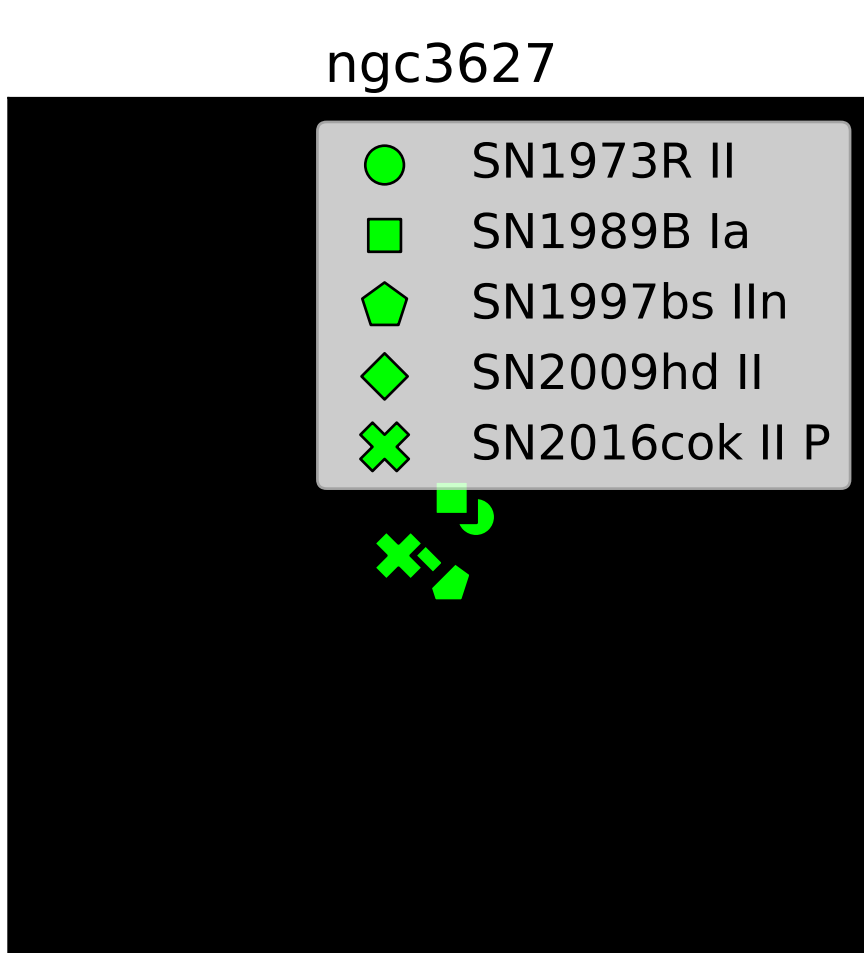 ngc3627
SN1973R II
SN1989B Ia
SN1997bs IIn
SN2009hd II
SN2016cok II P